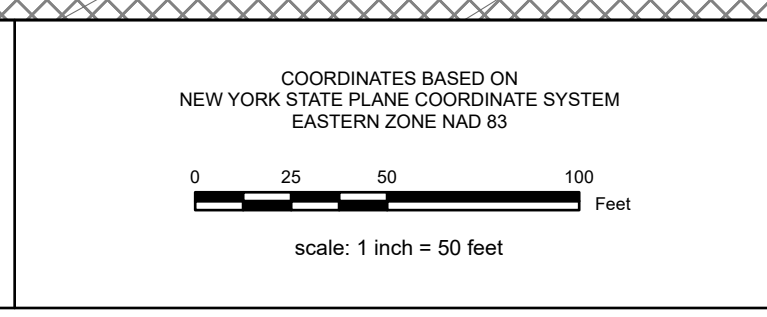 COORDINATES BASED ON
NEW YORK STATE PLANE COORDINATE SYSTEM
EASTERN ZONE NAD 83
0 25 50 100
Feet
scale: 1 inch = 50 feet